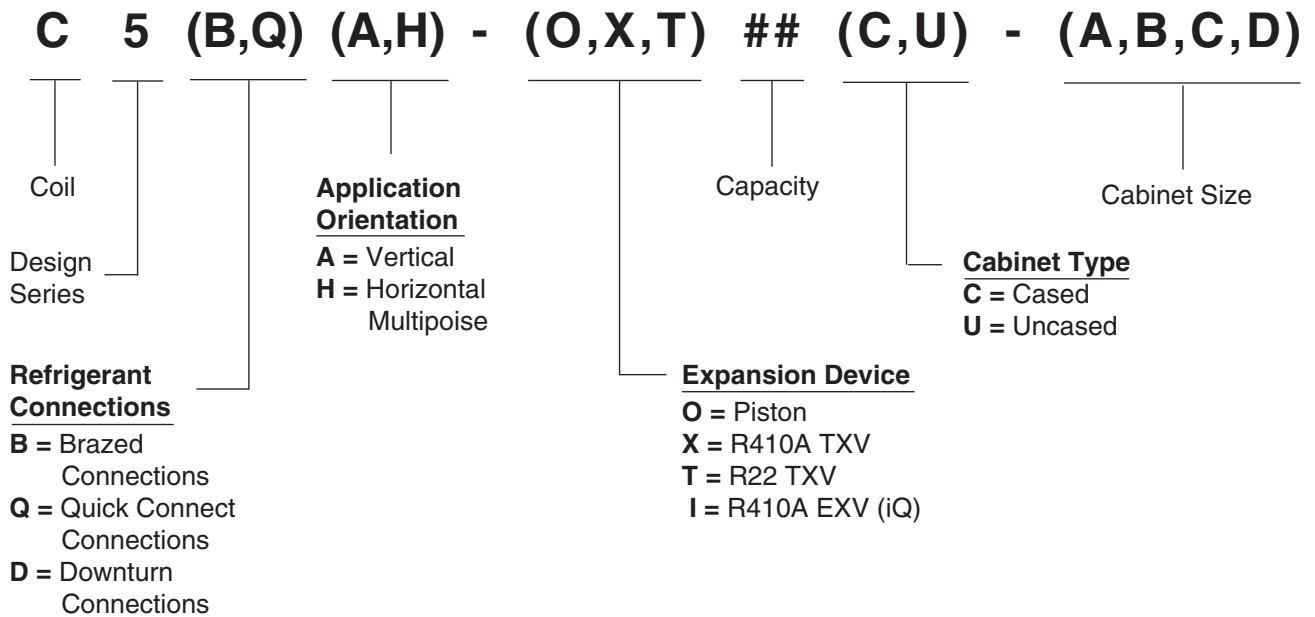 C 5 (B,Q) (A,H) - (O,X,T) ## (C,U) - (A,B,C,D)
Coil
Design
Series
Refrigerant
Connections
B = Brazed
Connections
Q = Quick Connect
Connections
D = Downturn
Connections
Application
Orientation
A = Vertical
H = Horizontal
Multipoise
Expansion Device
O = Piston
X = R410A TXV
T = R22 TXV
I = R410A EXV (iQ)
Capacity
Cabinet Type
C = Cased
U = Uncased
Cabinet Size